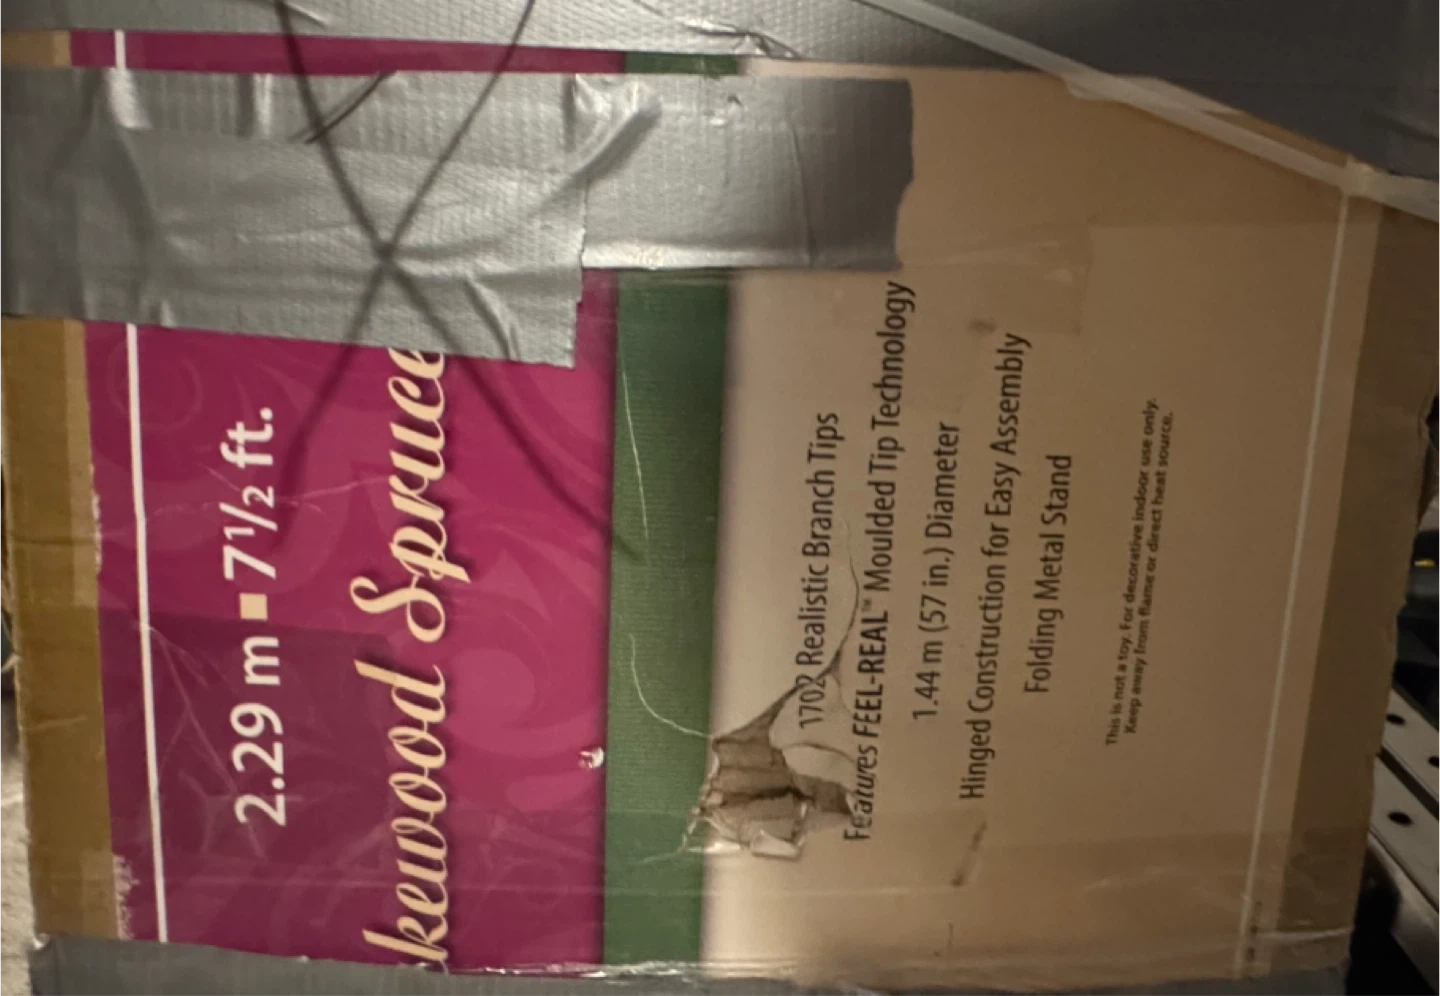 2.29 m ■ 7½ ft.
kewood Spruce
1702 Realistic Branch Tips
Features FEEL-REAL™ Moulded Tip Technology
1.44 m (57 in.) Diameter
Hinged Construction for Easy Assembly
Folding Metal Stand
This is not a toy. For decorative indoor use only.
Keep away from flame or direct heat source.